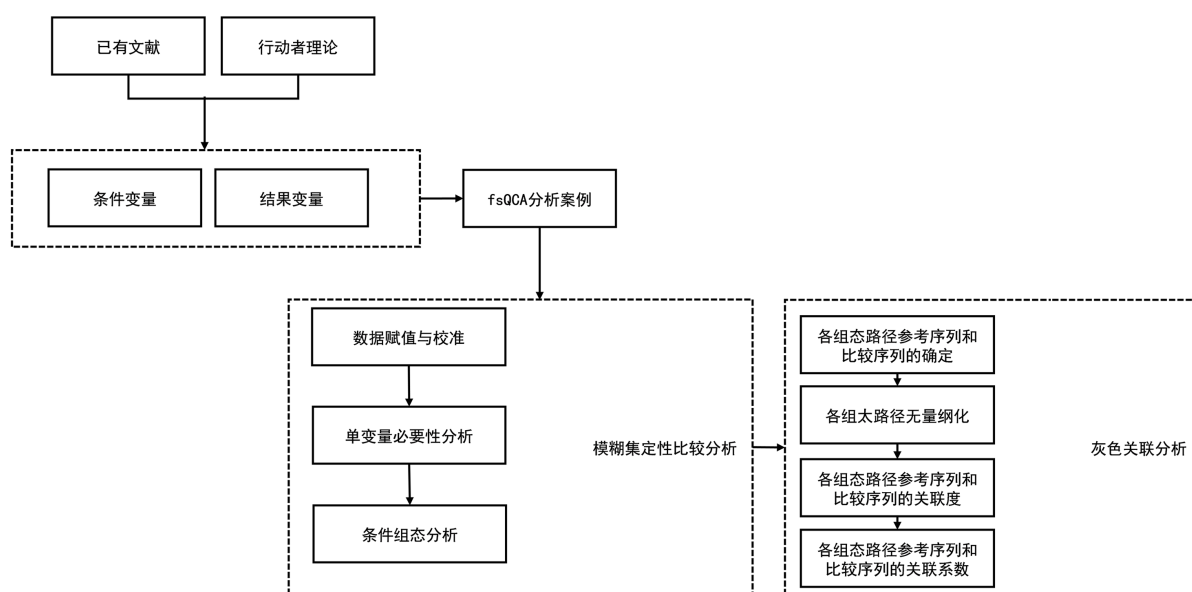 已有文献
行动者理论
条件变量
结果变量
fsQCA分析案例
数据赋值与校准
单变量必要性分析
条件组态分析
模糊集定性比较分析
各组态路径参考序列和
比较序列的确定
各组太路径无量纲化
各组态路径参考序列和
比较序列的关联度
各组态路径参考序列和
比较序列的关联系数
灰色关联分析